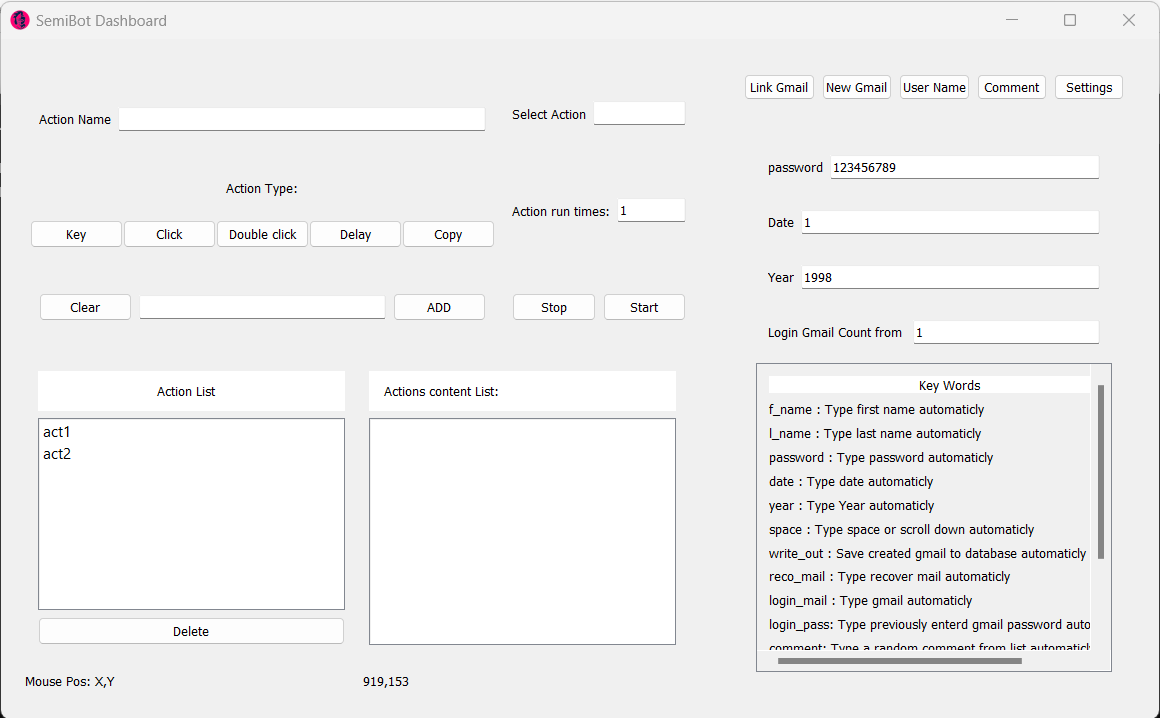 SemiBot Dashboard
Link Gmail New Gmail User Name Comment Settings
Action Name
Select Action
password 123456789
Action Type:
Action run times: 1
Date 1
Key Click Double click Delay Copy
Year 1998
Clear ADD Stop Start
Login Gmail Count from 1
Action List
Actions content List:
act1
act2
Delete
Key Words
f_name : Type first name automaticly
l_name : Type last name automaticly
password : Type password automaticly
date : Type date automaticly
year : Type Year automaticly
space : Type space or scroll down automaticly
write_out : Save created gmail to database automaticly
reco_mail : Type recover mail automaticly
login_mail : Type gmail automaticly
login_pass: Type previously enterd gmail password auto
comment: Type a random comment from list automaticl
Mouse Pos: X,Y 919,153